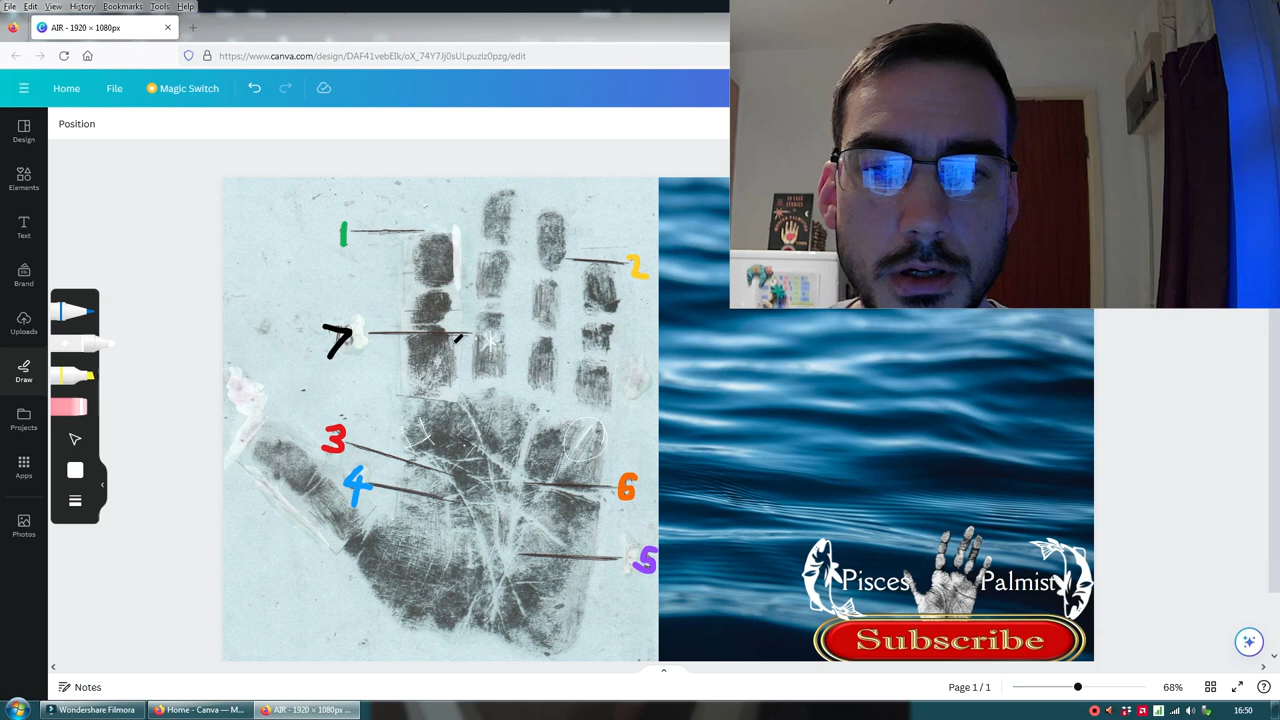 File Edit View History Bookmarks Tools Help
AIR - 1920 × 1080px
https://www.canva.com/design/DAF41vebEIk/oX_74Y7Jj0sULpuzlz0pzg/edit
Home File Magic Switch
Position
Design
Elements
Text
Brand
Uploads
Draw
Projects
Apps
Photos
1
2
7
3
4
6
5
Pisces Palmist
Subscribe
Notes
Page 1 / 1
68%
Wondershare Filmora
Home - Canva — M...
AIR - 1920 × 1080px ...
16:50